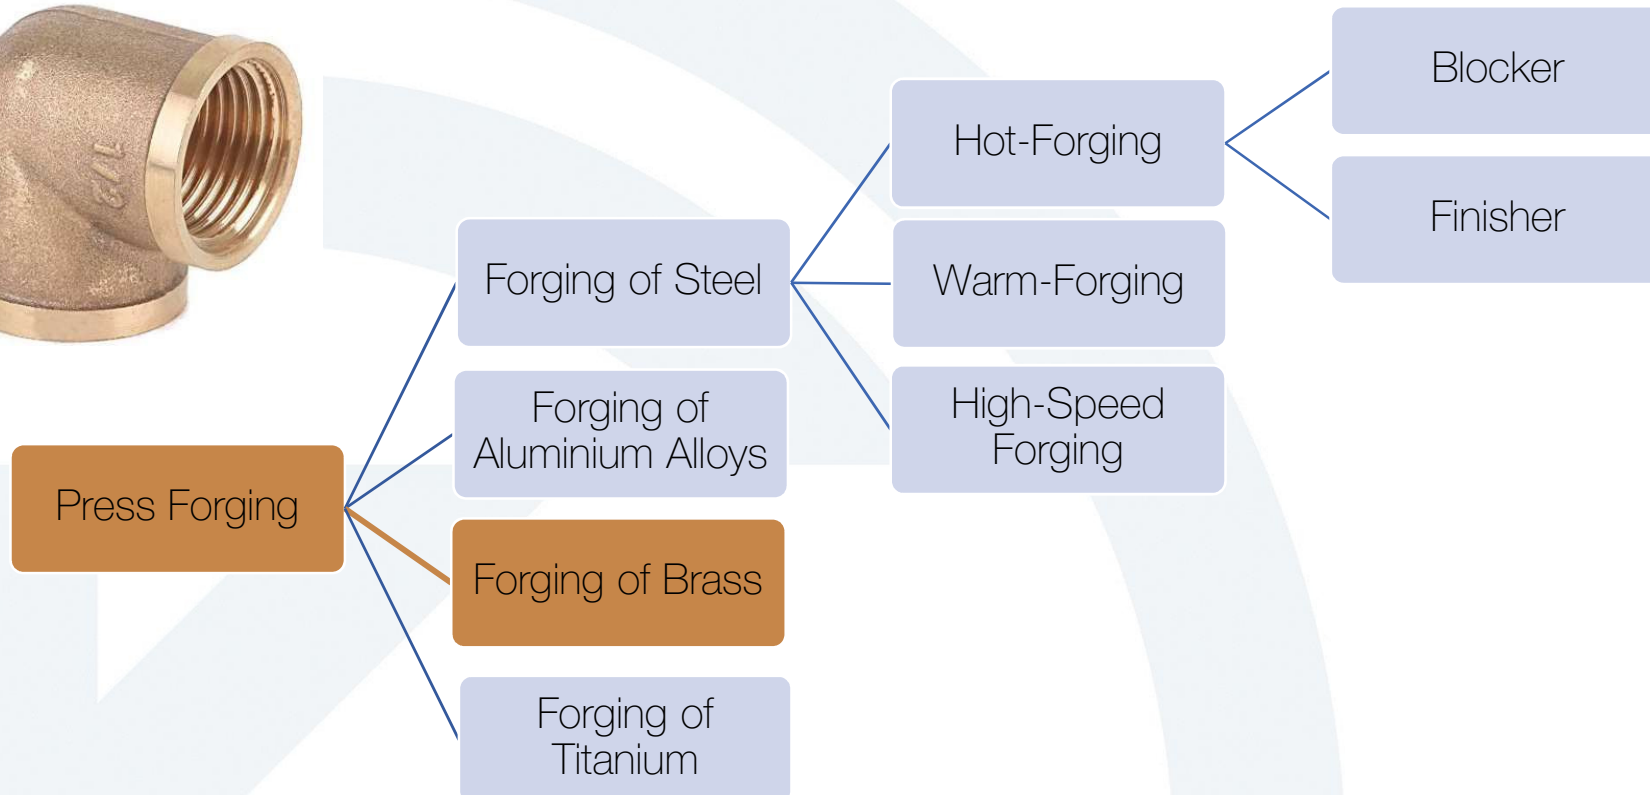 Blocker
Hot-Forging
Finisher
Forging of Steel
Warm-Forging
Forging of
Aluminium Alloys
High-Speed
Forging
Press Forging
Forging of Brass
Forging of
Titanium